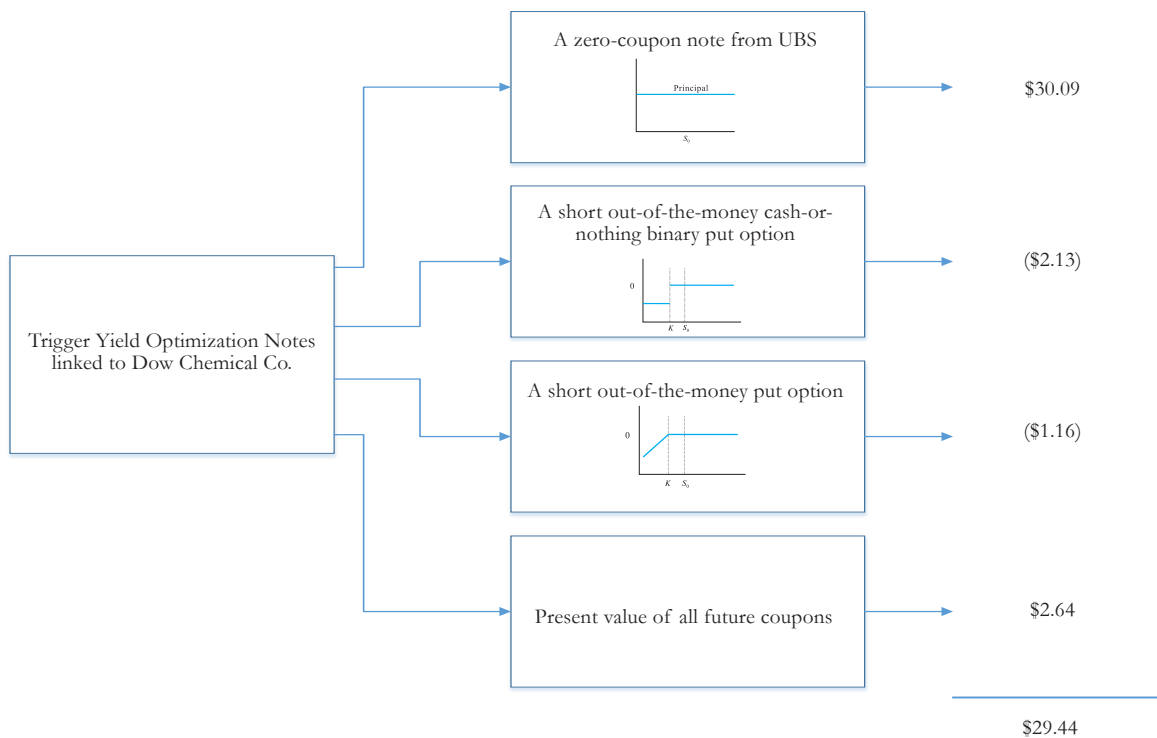 A zero-coupon note from UBS
Principal
S₀
$30.09
A short out-of-the-money cash-or-
nothing binary put option
0
K S₀
($2.13)
Trigger Yield Optimization Notes
linked to Dow Chemical Co.
A short out-of-the-money put option
0
K S₀
($1.16)
Present value of all future coupons
$2.64
$29.44